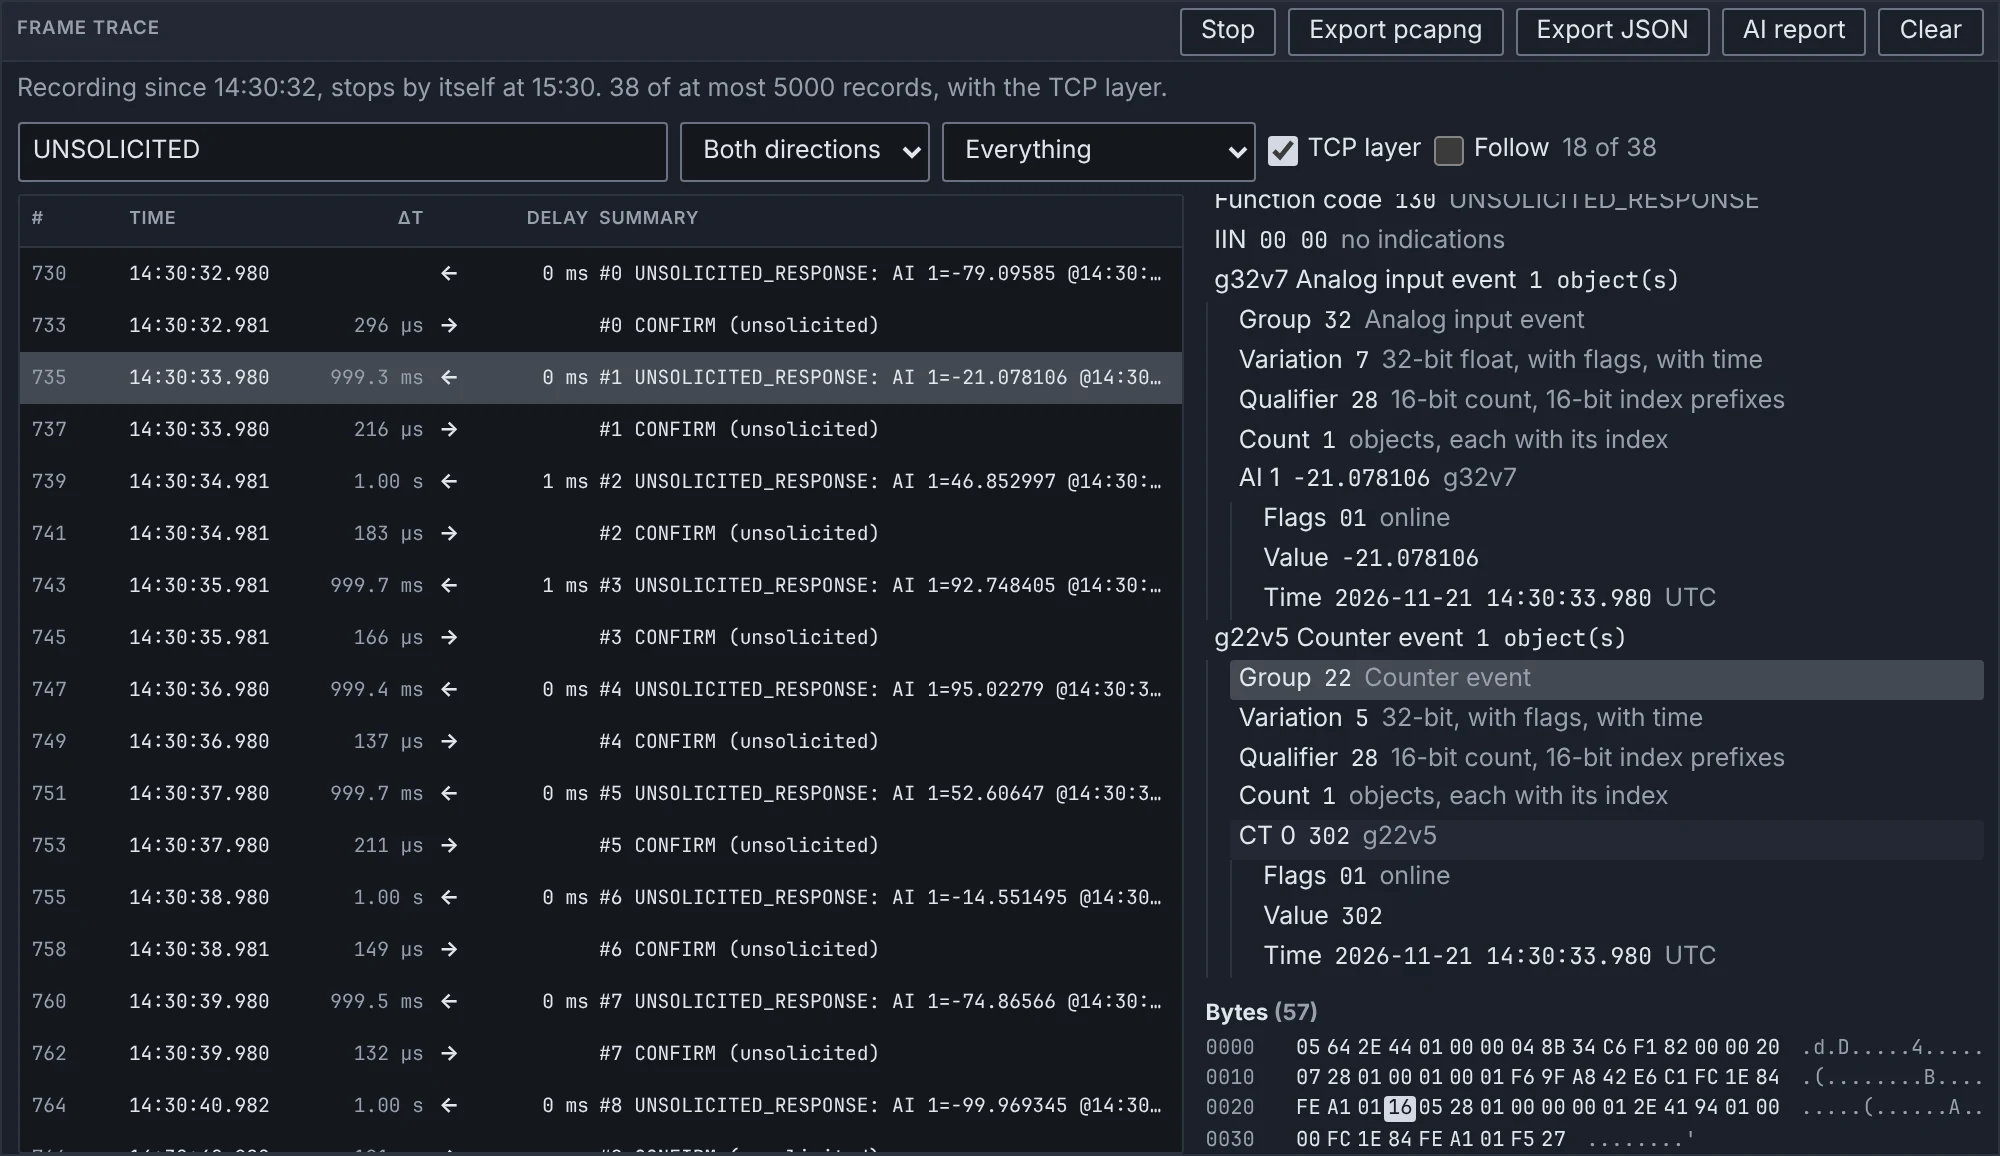 FRAME TRACE
Stop
Export pcapng
Export JSON
AI report
Clear
Recording since 14:30:32, stops by itself at 15:30. 38 of at most 5000 records, with the TCP layer.
UNSOLICITED
Both directions
Everything
TCP layer
Follow
18 of 38
# TIME ΔT DELAY SUMMARY
730 14:30:32.980 ← 0 ms #0 UNSOLICITED_RESPONSE: AI 1=-79.09585 @14:30:…
733 14:30:32.981 296 µs → #0 CONFIRM (unsolicited)
735 14:30:33.980 999.3 ms ← 0 ms #1 UNSOLICITED_RESPONSE: AI 1=-21.078106 @14:30…
737 14:30:33.980 216 µs → #1 CONFIRM (unsolicited)
739 14:30:34.981 1.00 s ← 1 ms #2 UNSOLICITED_RESPONSE: AI 1=46.852997 @14:30:…
741 14:30:34.981 183 µs → #2 CONFIRM (unsolicited)
743 14:30:35.981 999.7 ms ← 1 ms #3 UNSOLICITED_RESPONSE: AI 1=92.748405 @14:30:…
745 14:30:35.981 166 µs → #3 CONFIRM (unsolicited)
747 14:30:36.980 999.4 ms ← 0 ms #4 UNSOLICITED_RESPONSE: AI 1=95.02279 @14:30:3…
749 14:30:36.980 137 µs → #4 CONFIRM (unsolicited)
751 14:30:37.980 999.7 ms ← 0 ms #5 UNSOLICITED_RESPONSE: AI 1=52.60647 @14:30:3…
753 14:30:37.980 211 µs → #5 CONFIRM (unsolicited)
755 14:30:38.980 1.00 s ← 0 ms #6 UNSOLICITED_RESPONSE: AI 1=-14.551495 @14:30…
758 14:30:38.981 149 µs → #6 CONFIRM (unsolicited)
760 14:30:39.980 999.5 ms ← 0 ms #7 UNSOLICITED_RESPONSE: AI 1=-74.86566 @14:30:…
762 14:30:39.980 132 µs → #7 CONFIRM (unsolicited)
764 14:30:40.982 1.00 s ← 0 ms #8 UNSOLICITED_RESPONSE: AI 1=-99.969345 @14:30…
Function code 130 UNSOLICITED_RESPONSE
IIN 00 00 no indications
g32v7 Analog input event 1 object(s)
Group 32 Analog input event
Variation 7 32-bit float, with flags, with time
Qualifier 28 16-bit count, 16-bit index prefixes
Count 1 objects, each with its index
AI 1 -21.078106 g32v7
Flags 01 online
Value -21.078106
Time 2026-11-21 14:30:33.980 UTC
g22v5 Counter event 1 object(s)
Group 22 Counter event
Variation 5 32-bit, with flags, with time
Qualifier 28 16-bit count, 16-bit index prefixes
Count 1 objects, each with its index
CT 0 302 g22v5
Flags 01 online
Value 302
Time 2026-11-21 14:30:33.980 UTC
Bytes (57)
0000 05 64 2E 44 01 00 00 04 8B 34 C6 F1 82 00 00 20 .d.D.....4.....
0010 07 28 01 00 01 00 01 F6 9F A8 42 E6 C1 FC 1E 84 .(........B....
0020 FE A1 01 16 05 28 01 00 00 00 01 2E 41 94 01 00 .....(......A..
0030 00 FC 1E 84 FE A1 01 F5 27 ........'